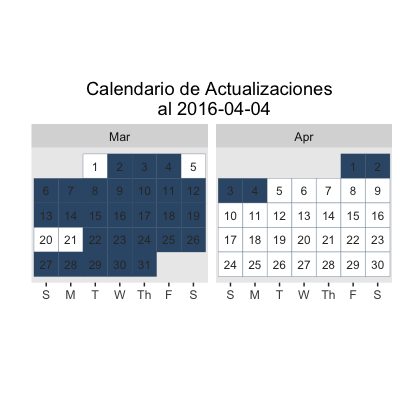 Calendario de Actualizaciones
al 2016-04-04
Mar
1 2 3 4 5
6 7 8 9 10 11 12
13 14 15 16 17 18 19
20 21 22 23 24 25 26
27 28 29 30 31
S M T W Th F S
Apr
1 2
3 4 5 6 7 8 9
10 11 12 13 14 15 16
17 18 19 20 21 22 23
24 25 26 27 28 29 30
S M T W Th F S